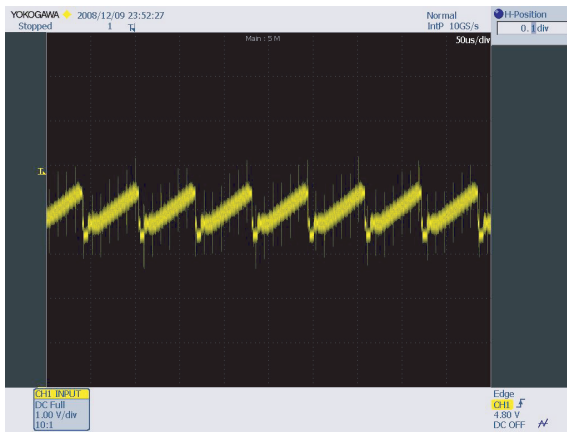 YOKOGAWA 2008/12/09 23:52:27
Stopped 1
Normal
IntP 10GS/s
H-Position
0.1div
Main : 5 M
50us/div
T
CH1 INPUT
DC Full
1.00 V/div
10:1
Edge
CH1
4.80 V
DC OFF